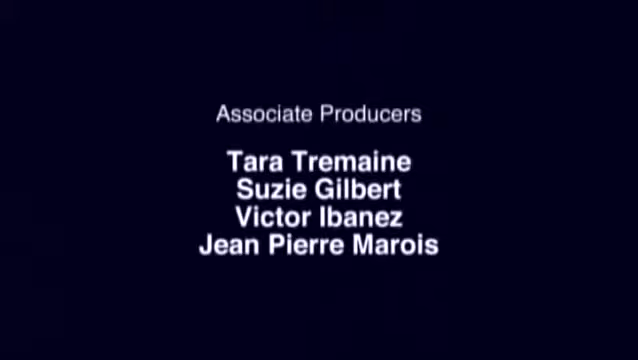 Associate Producers
Tara Tremaine
Suzie Gilbert
Victor Ibanez
Jean Pierre Marois